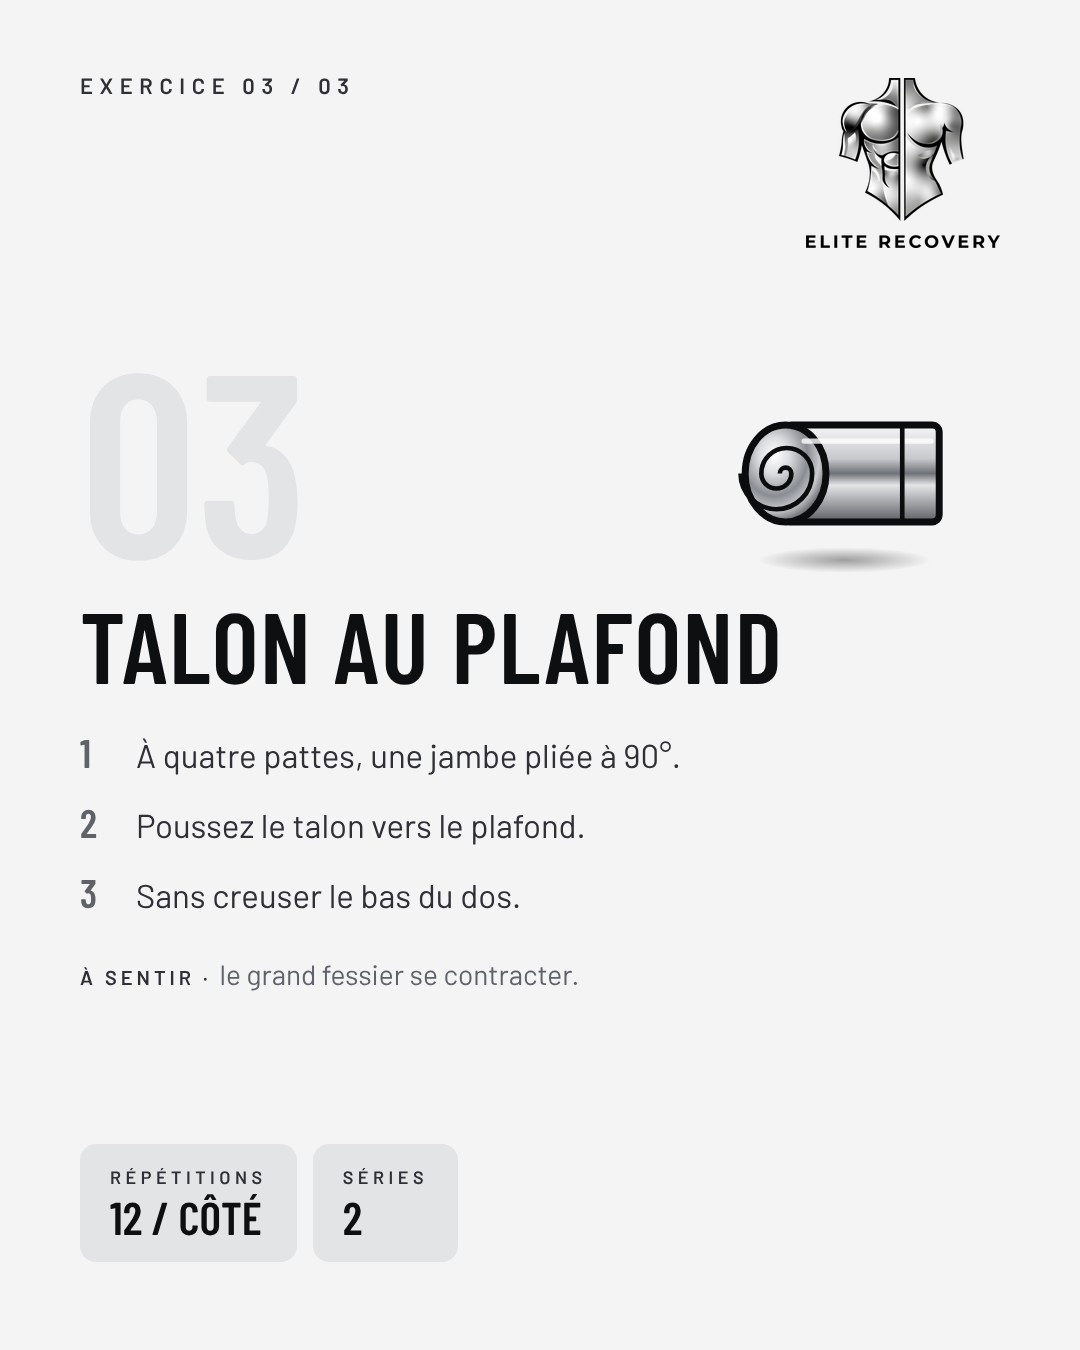 EXERCICE 03 / 03
ELITE RECOVERY
03
TALON AU PLAFOND
1 À quatre pattes, une jambe pliée à 90°.
2 Poussez le talon vers le plafond.
3 Sans creuser le bas du dos.
À SENTIR · le grand fessier se contracter.
RÉPÉTITIONS
12 / CÔTÉ
SÉRIES
2